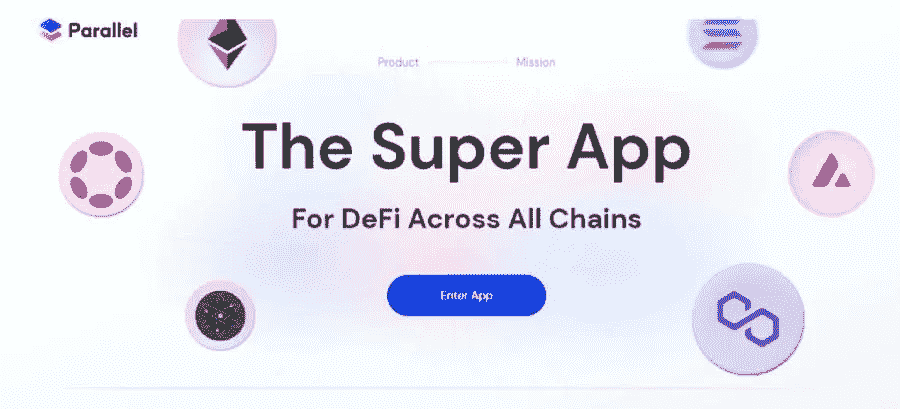 Parallel
Product Mission
The Super App
For DeFi Across All Chains
Enter App